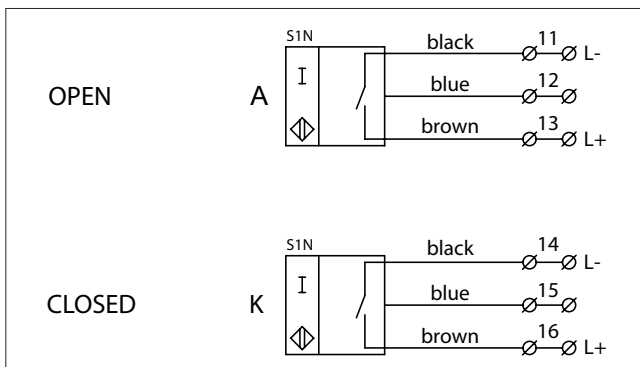 S1N
black 11 L-
OPEN A I blue 12
brown 13 L+
S1N
black 14 L-
CLOSED K I blue 15
brown 16 L+